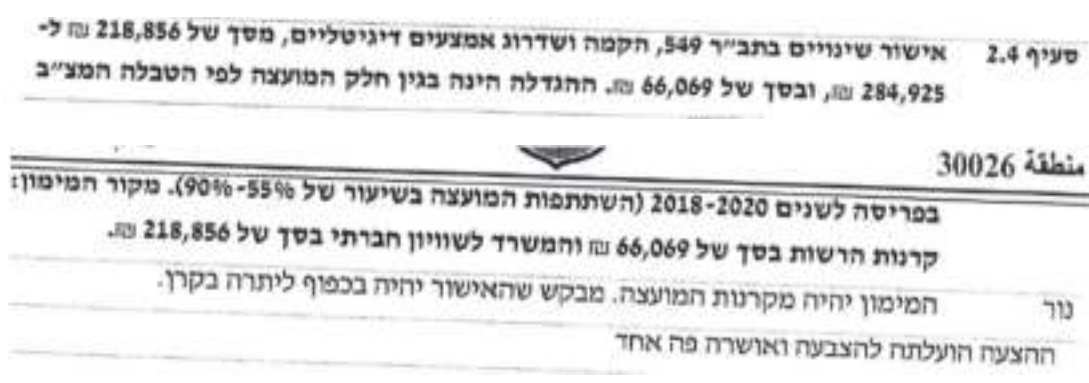 סעיף 2.4 אישור שינויים בתב״ר 549, הקמה ושדרוג אמצעים דיגיטליים, מסך של 218,856 ₪ ל-
284,925 ₪, ובסך של 66,069 ₪. ההגדלה הינה בגין חלק המועצה לפי הטבלה המצ״ב
منطقة 30026
בפריסה לשנים 2018-2020 (השתתפות המועצה בשיעור של 55%-90%). מקור המימון:
קרנות הרשות בסך של 66,069 ₪ והמשרד לשוויון חברתי בסך של 218,856 ₪.
נור המימון יהיה מקרנות המועצה. מבקש שהאישור יהיה בכפוף ליתרה בקרן.
ההצעה הועלתה להצבעה ואושרה פה אחד